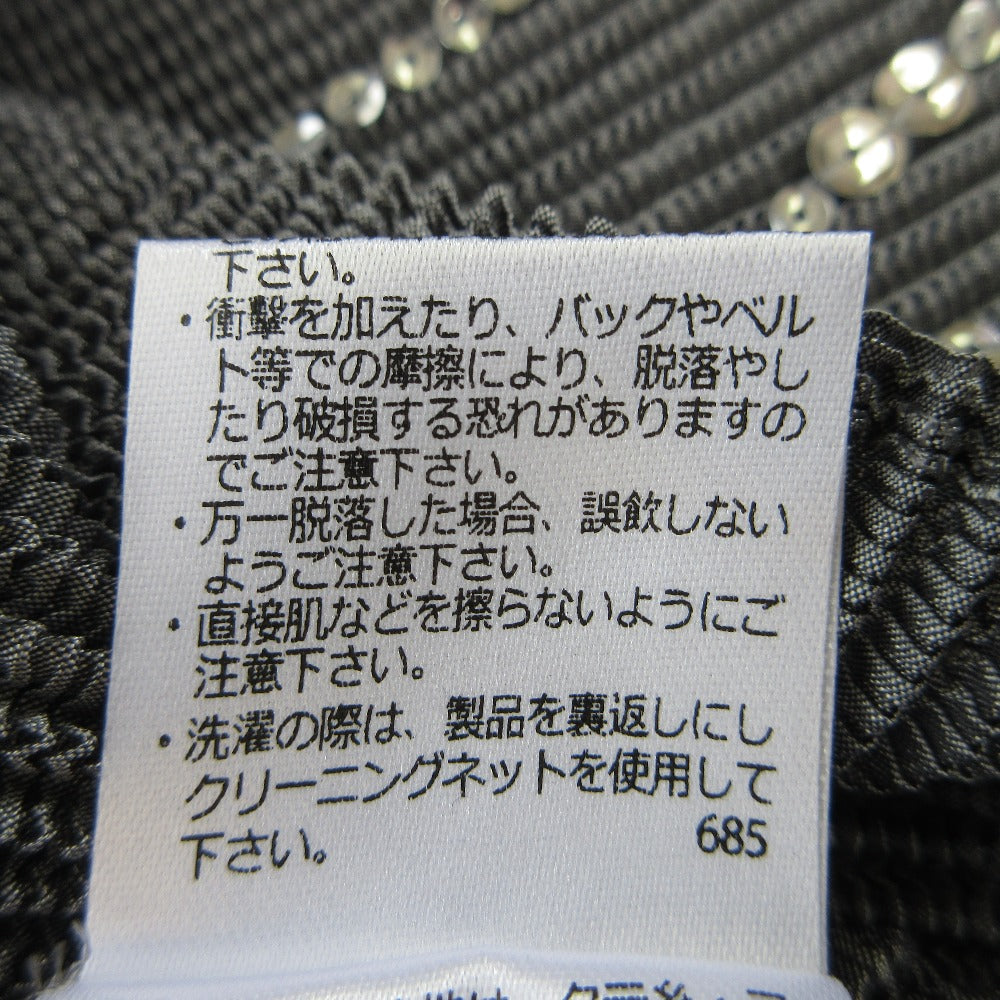 下さい。
・衝撃を加えたり、バックやベル
ト等での摩擦により、脱落やし
たり破損する恐れがありますの
でご注意下さい。
・万一脱落した場合、誤飲しない
ようご注意下さい。
・直接肌などを擦らないようにご
注意下さい。
・洗濯の際は、製品を裏返しにし
クリーニングネットを使用して
下さい。 685